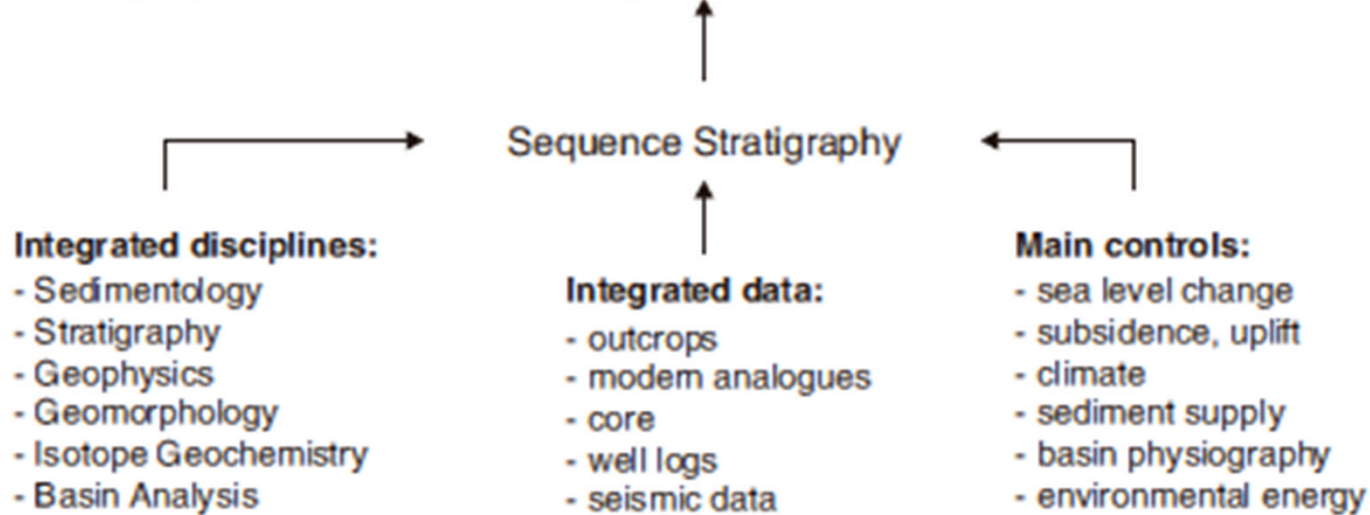 Sequence Stratigraphy
Integrated disciplines:
- Sedimentology
- Stratigraphy
- Geophysics
- Geomorphology
- Isotope Geochemistry
- Basin Analysis
Integrated data:
- outcrops
- modern analogues
- core
- well logs
- seismic data
Main controls:
- sea level change
- subsidence, uplift
- climate
- sediment supply
- basin physiography
- environmental energy